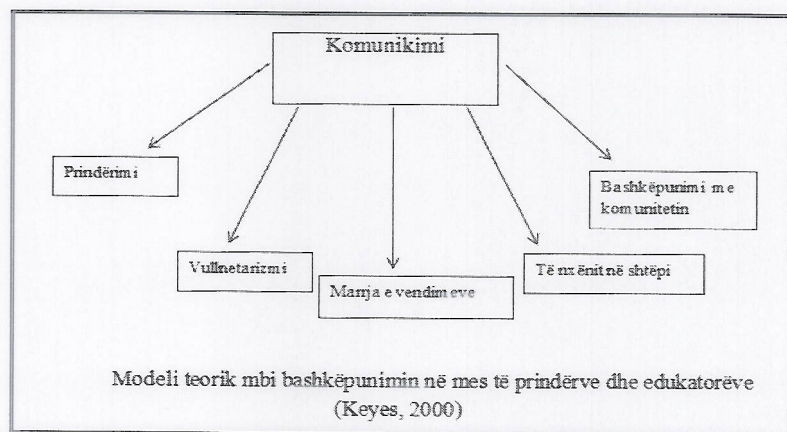 Komunikimi
Prindërimi
Bashkëpunimi me
komunitetin
Vullnetarizmi
Marrja e vendimeve
Të nxënit në shtëpi
Modeli teorik mbi bashkëpunimin në mes të prindërve dhe edukatorëve
(Keyes, 2000)